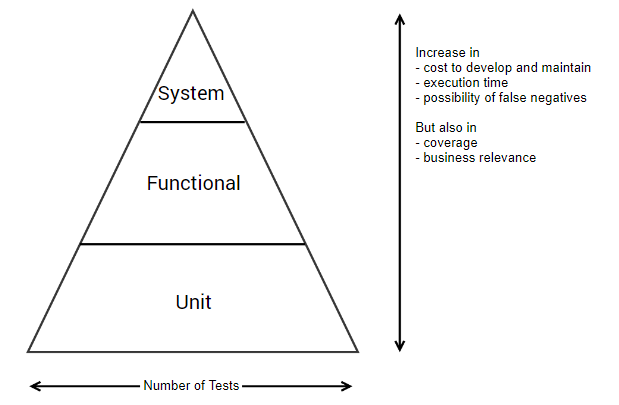 System
Functional
Unit
Number of Tests
Increase in
- cost to develop and maintain
- execution time
- possibility of false negatives
But also in
- coverage
- business relevance